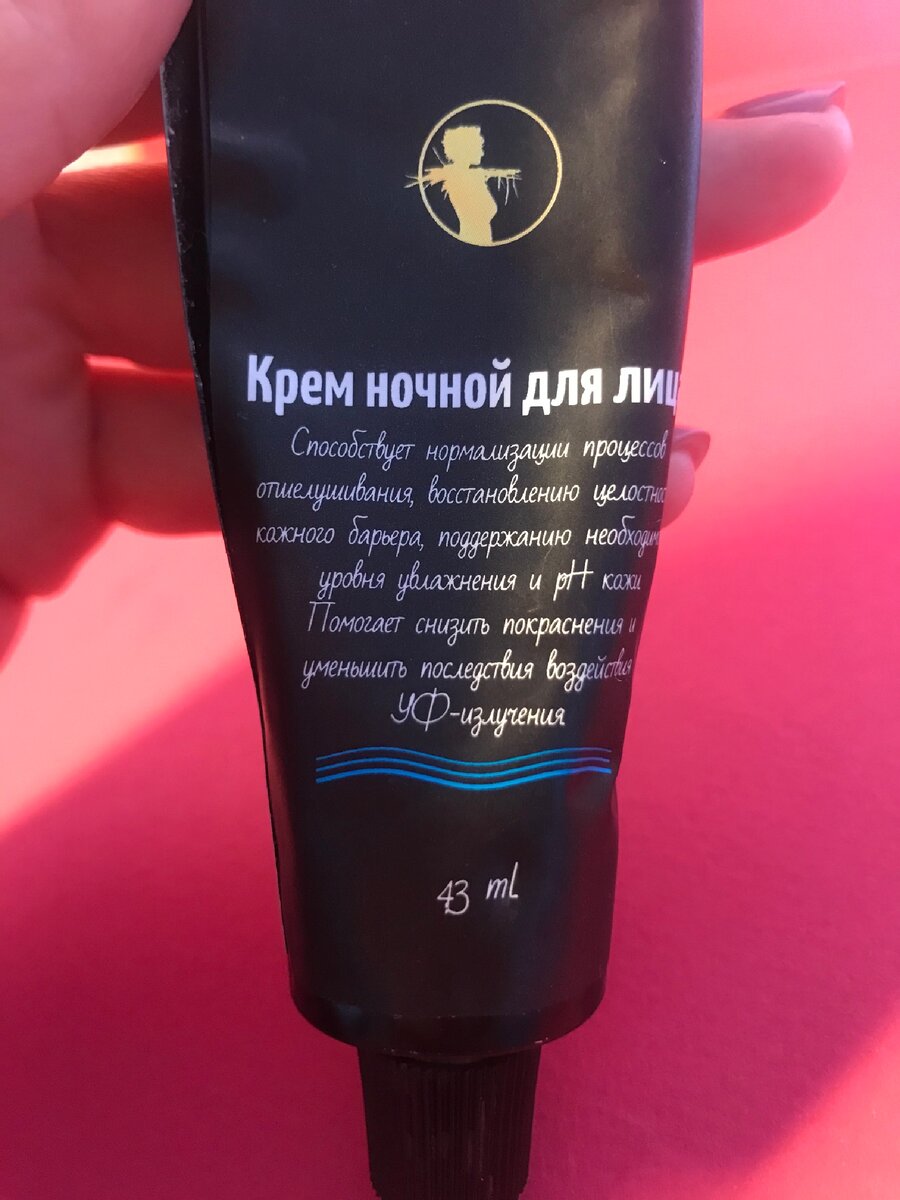 Крем ночной для лиц
Способствует нормализации процессов
отшелушивания, восстановлению целостнос
кожного барьера, поддержанию необходим
уровня увлажнения и pH кожи
Помогает снизить покраснения и
уменьшить последствия воздействия
УФ-излучения
43 ml